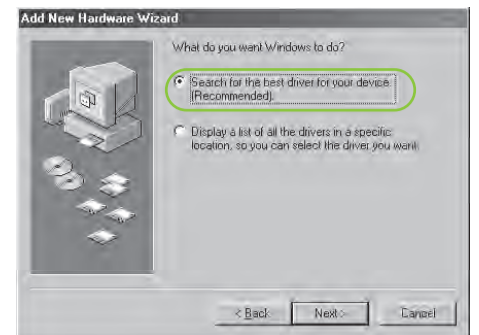 Add New Hardware Wizard
What do you want Windows to do?
Search for the best driver for your device
(Recommended).
Display a list of all the drivers in a specific
location, so you can select the driver you want.
< Back
Next >
Cancel